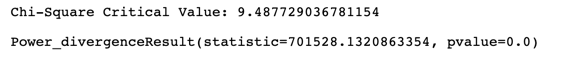 Chi-Square Critical Value: 9.487729036781154
Power_divergenceResult(statistic=701528.1320863354, pvalue=0.0)